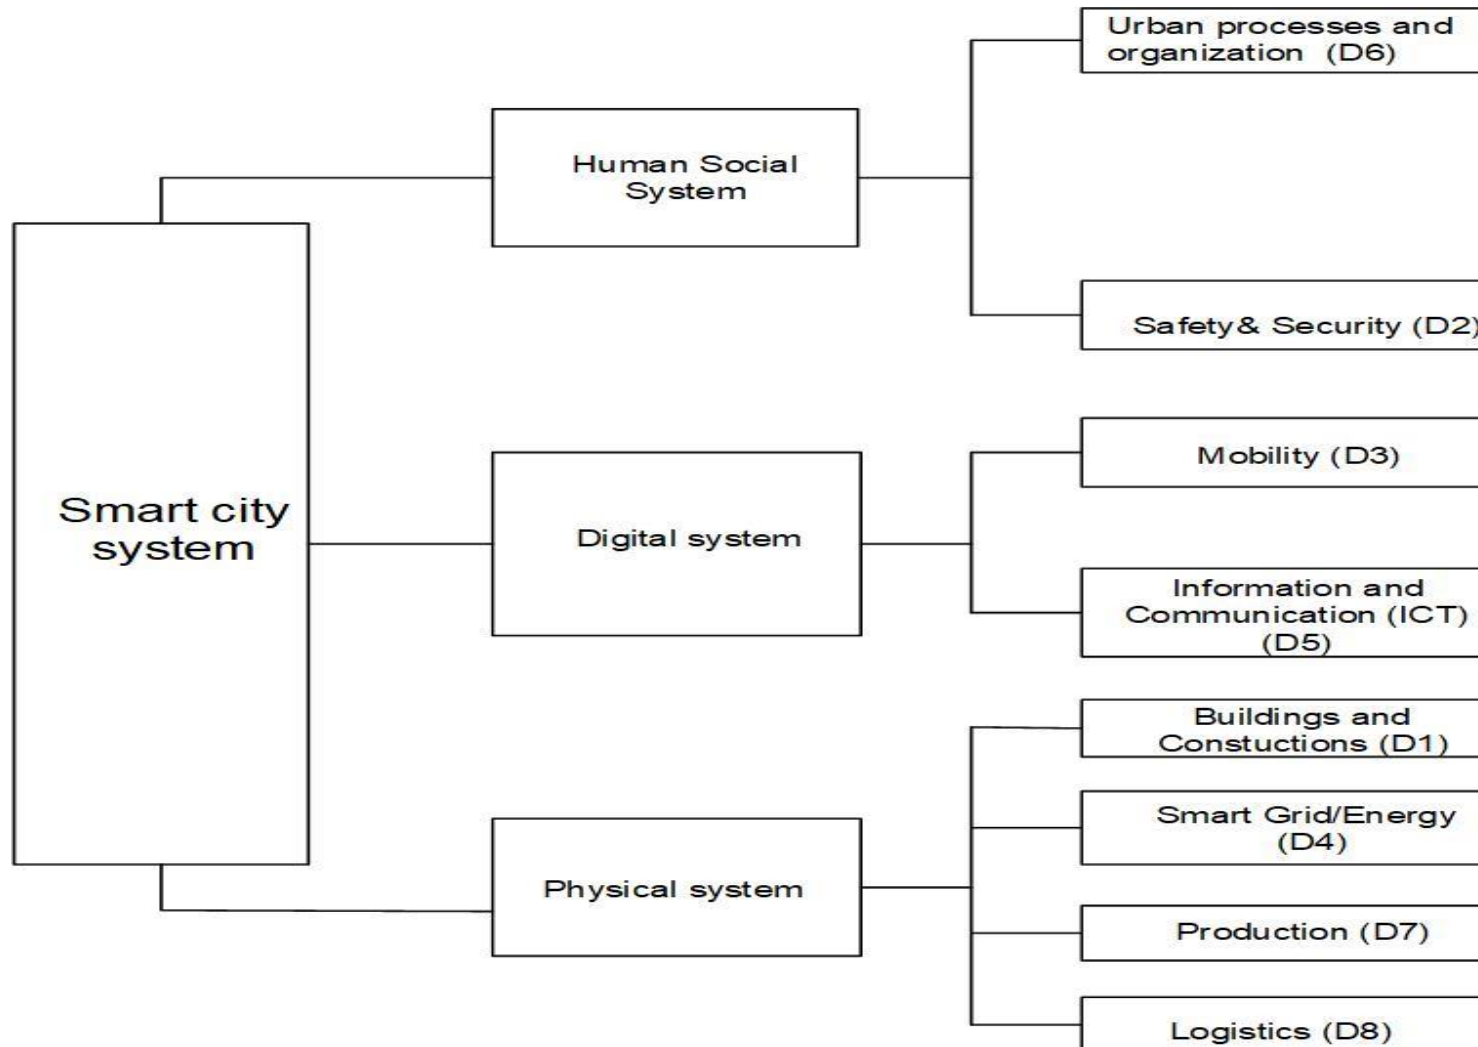 Urban processes and
organization (D6)
Human Social
System
Safety& Security (D2)
Smart city
system
Mobility (D3)
Digital system
Information and
Communication (ICT)
(D5)
Buildings and
Constuctions (D1)
Smart Grid/Energy
(D4)
Physical system
Production (D7)
Logistics (D8)